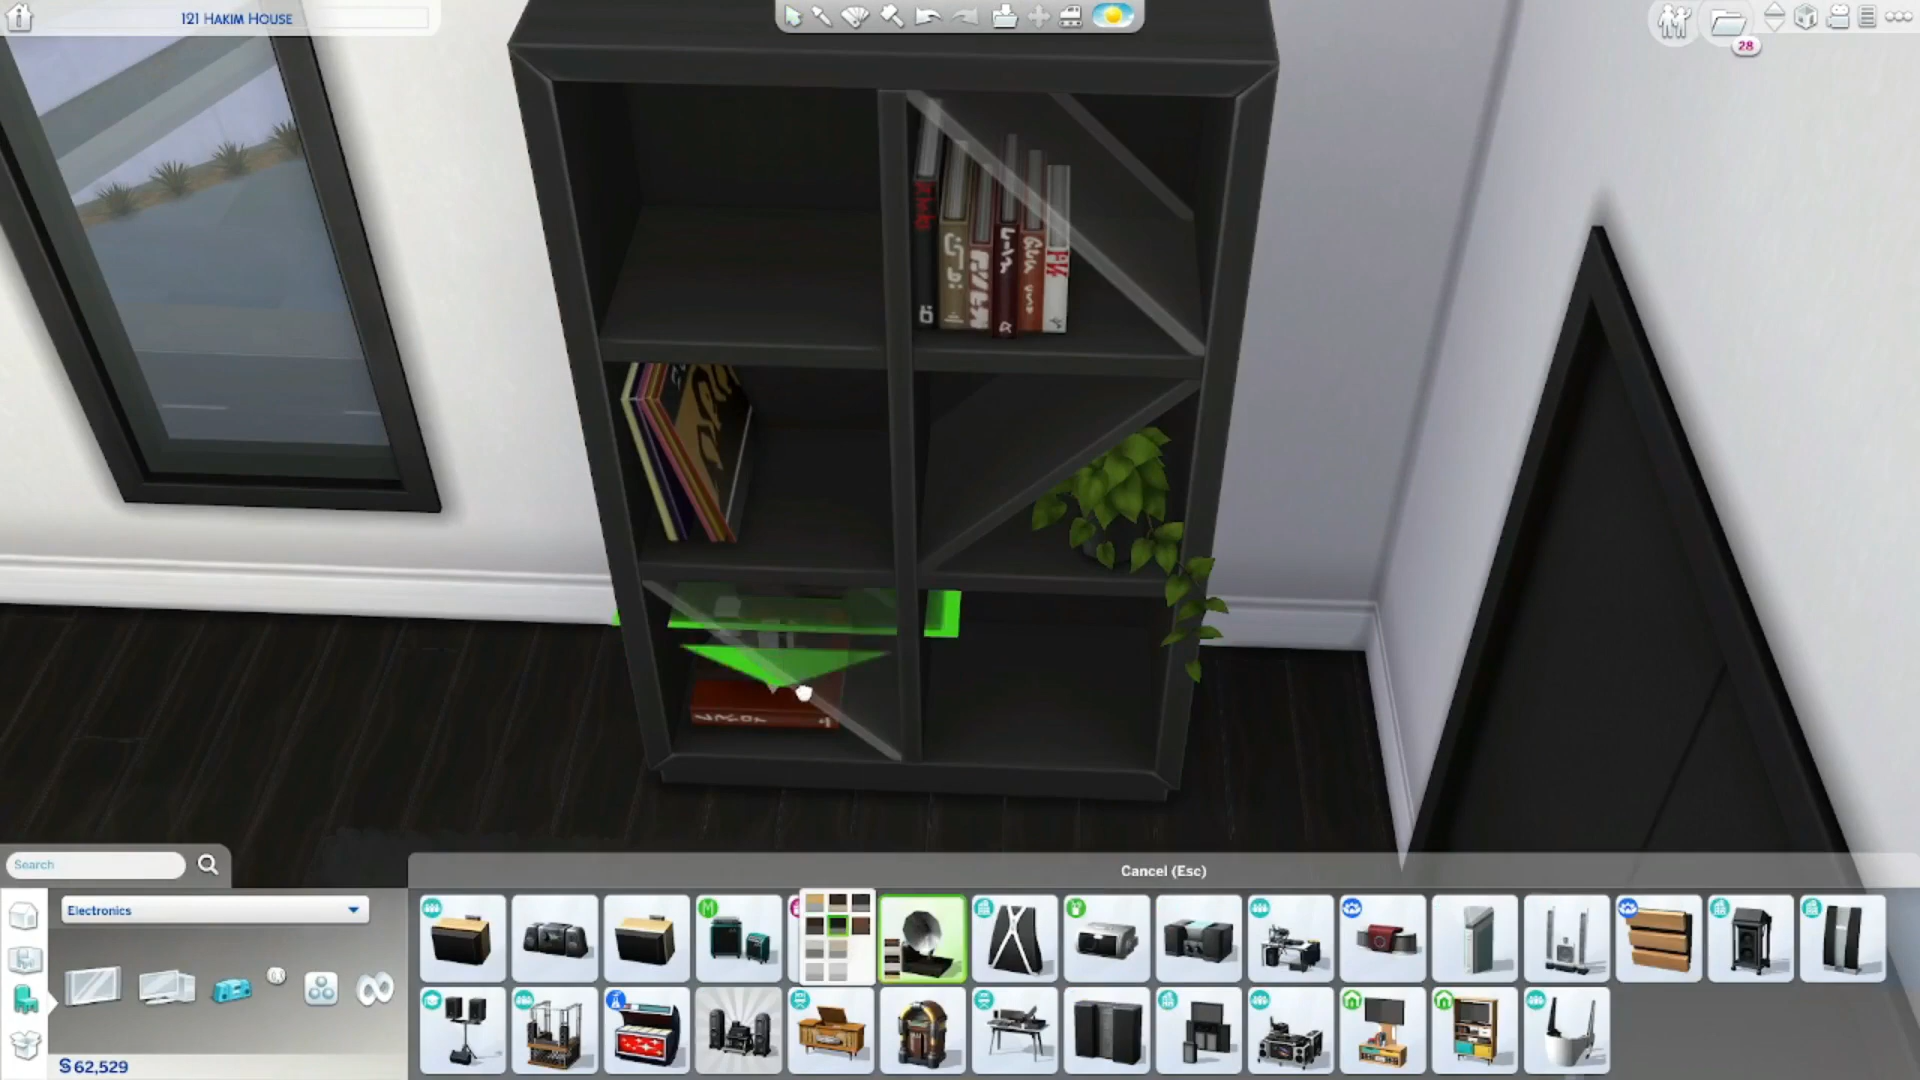 121 HAKIM HOUSE
28
Cancel (Esc)
Search
Electronics
§62,529